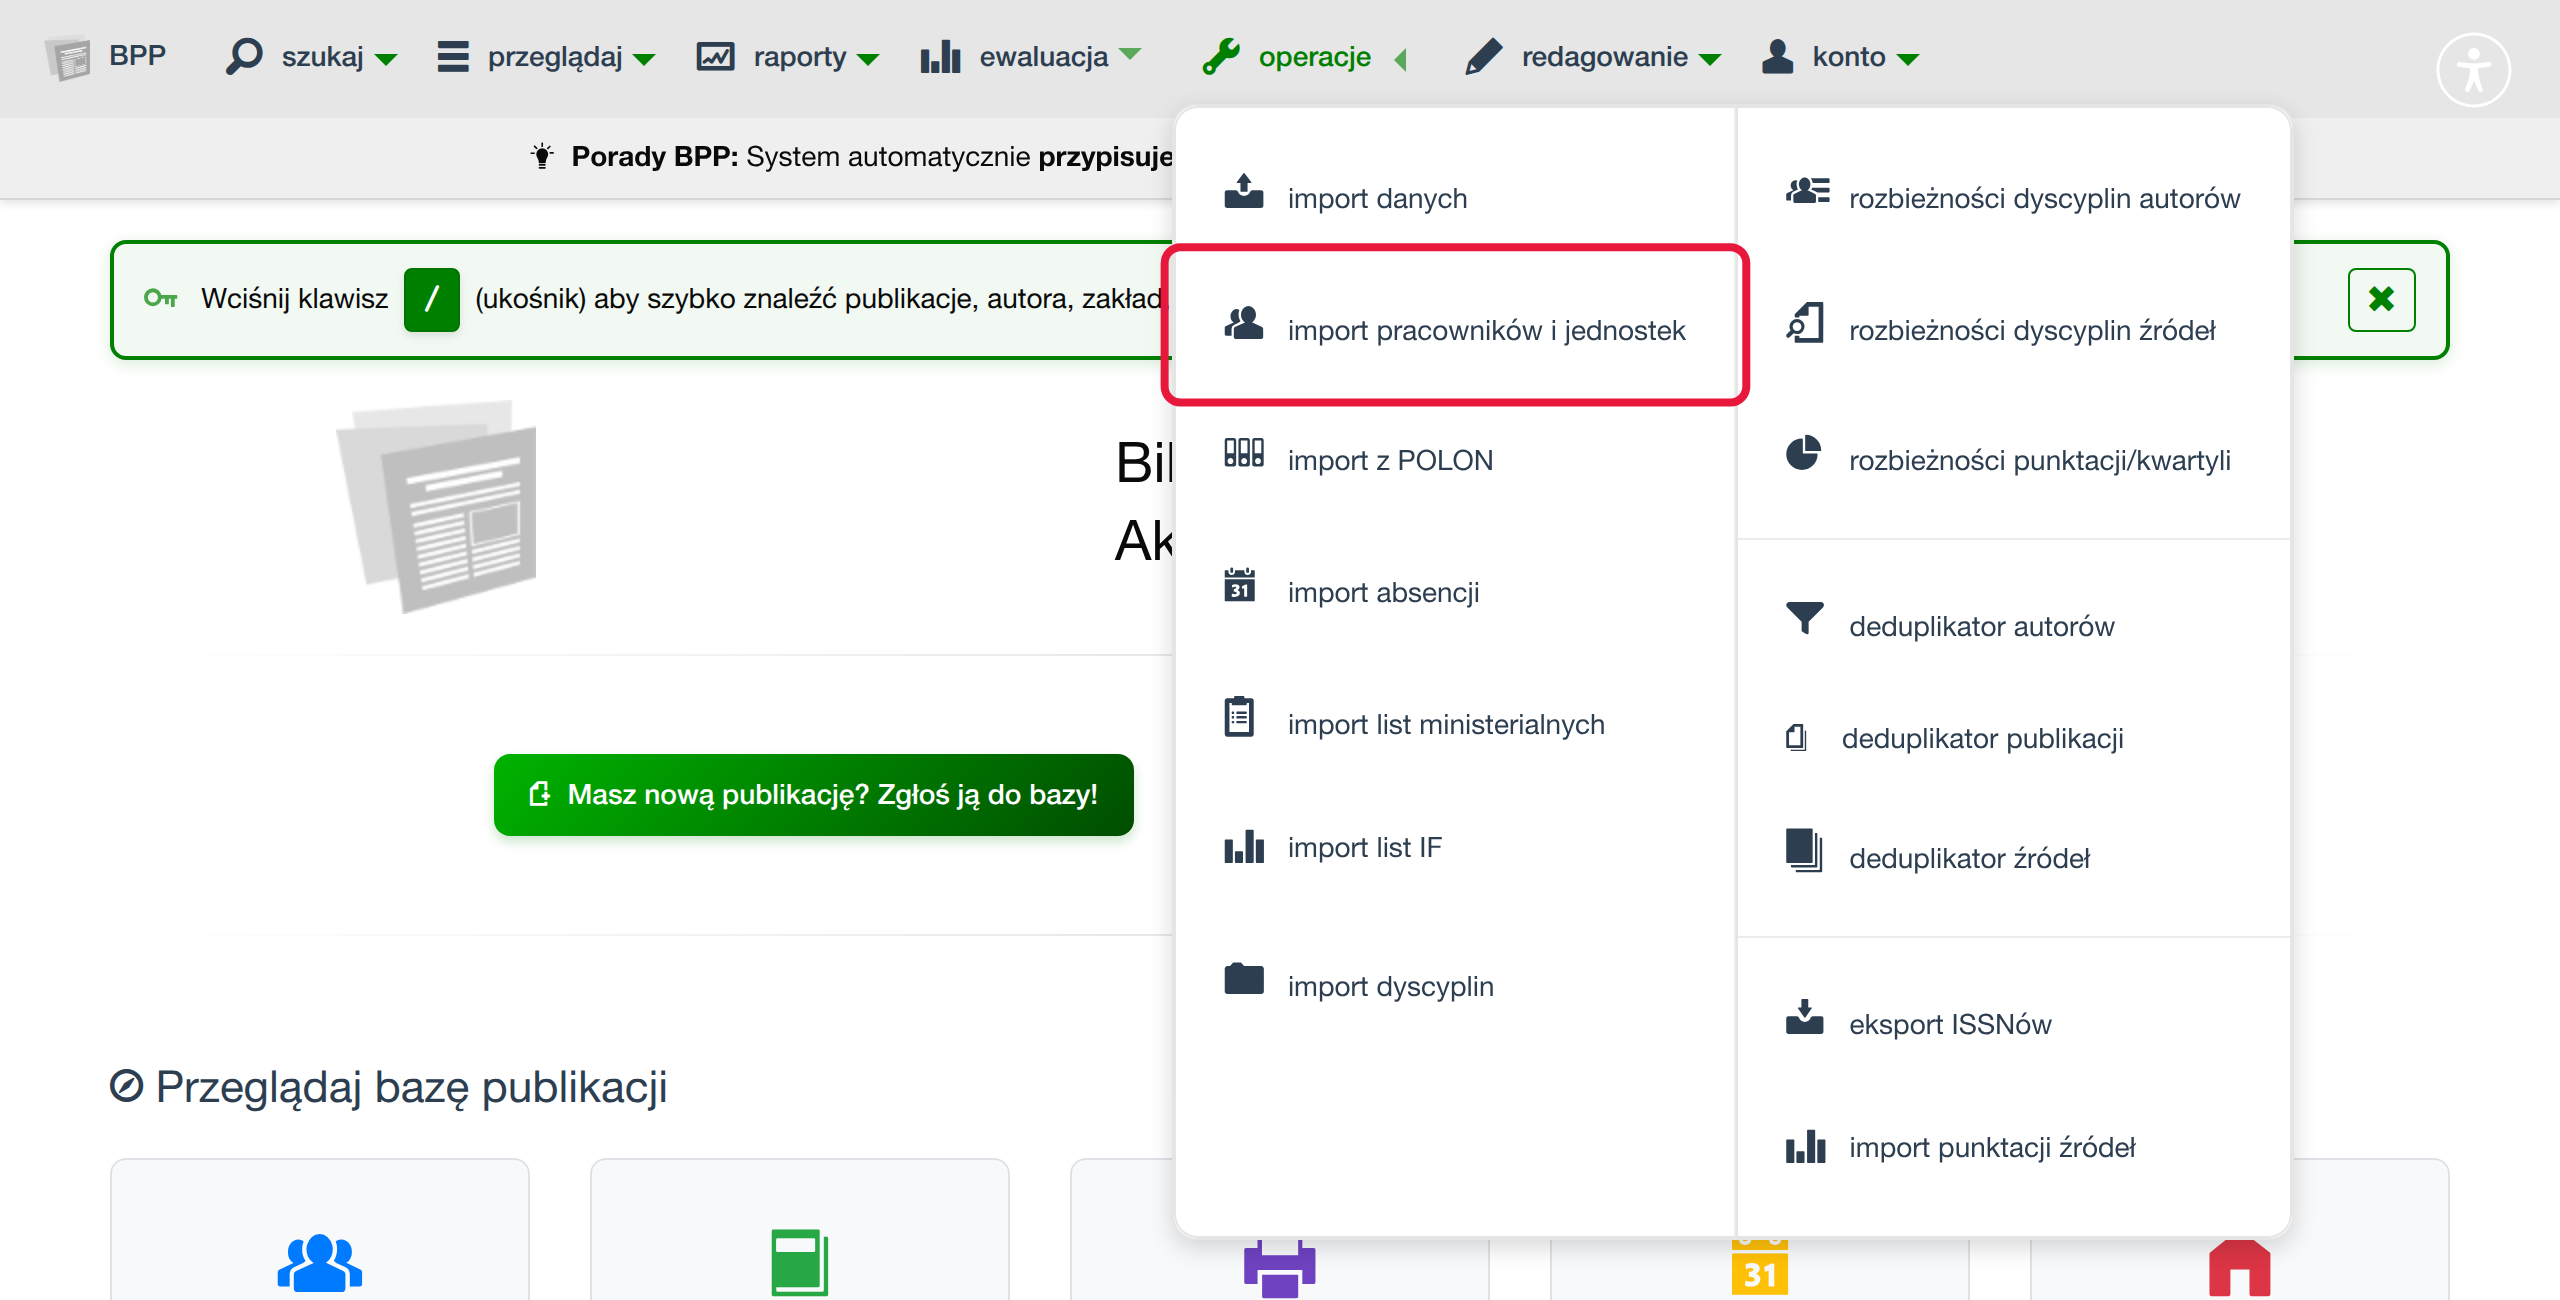 BPP
szukaj
przeglądaj
raporty
ewaluacja
operacje
redagowanie
konto
Porady BPP: System automatycznie przypisuje
Wciśnij klawisz / (ukośnik) aby szybko znaleźć publikacje, autora, zakład
import danych
import pracowników i jednostek
import z POLON
31
import absencji
import list ministerialnych
import list IF
import dyscyplin
rozbieżności dyscyplin autorów
rozbieżności dyscyplin źródeł
rozbieżności punktacji/kwartyli
deduplikator autorów
deduplikator publikacji
deduplikator źródeł
eksport ISSNów
import punktacji źródeł
Bi
Ak
Masz nową publikację? Zgłoś ją do bazy!
Przeglądaj bazę publikacji
31